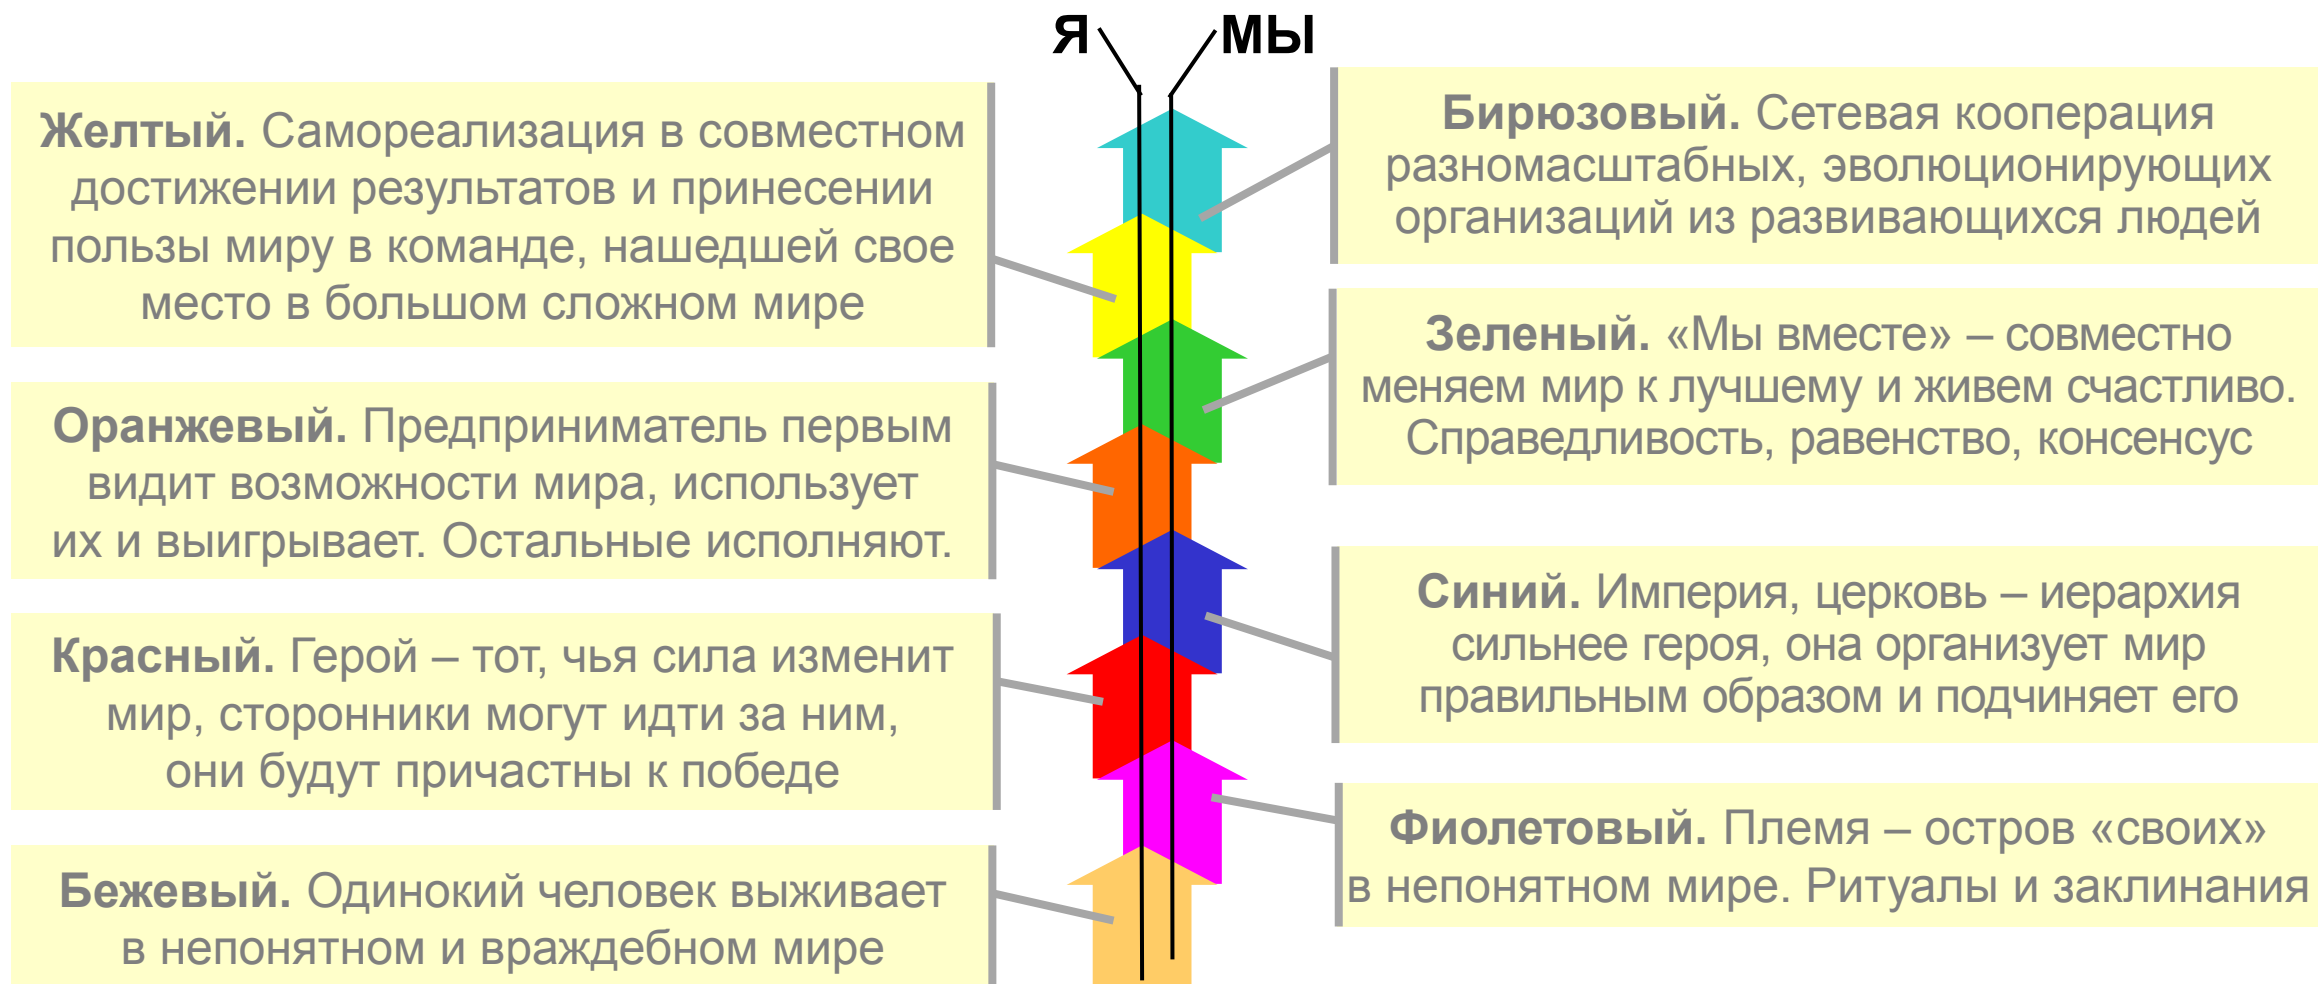 Я
МЫ
Желтый. Самореализация в совместном
достижении результатов и принесении
пользы миру в команде, нашедшей свое
место в большом сложном мире
Оранжевый. Предприниматель первым
видит возможности мира, использует
их и выигрывает. Остальные исполняют.
Красный. Герой – тот, чья сила изменит
мир, сторонники могут идти за ним,
они будут причастны к победе
Бежевый. Одинокий человек выживает
в непонятном и враждебном мире
Бирюзовый. Сетевая кооперация
разномасштабных, эволюционирующих
организаций из развивающихся людей
Зеленый. «Мы вместе» – совместно
меняем мир к лучшему и живем счастливо.
Справедливость, равенство, консенсус
Синий. Империя, церковь – иерархия
сильнее героя, она организует мир
правильным образом и подчиняет его
Фиолетовый. Племя – остров «своих»
в непонятном мире. Ритуалы и заклинания